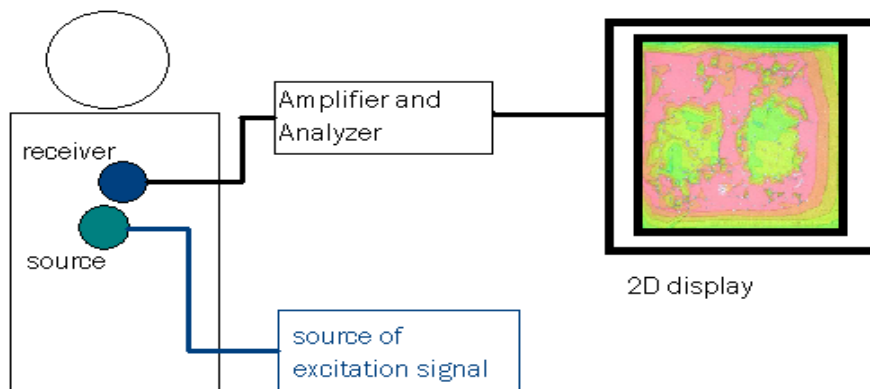 Amplifier and
Analyzer
receiver
source
2D display
source of
excitation signal